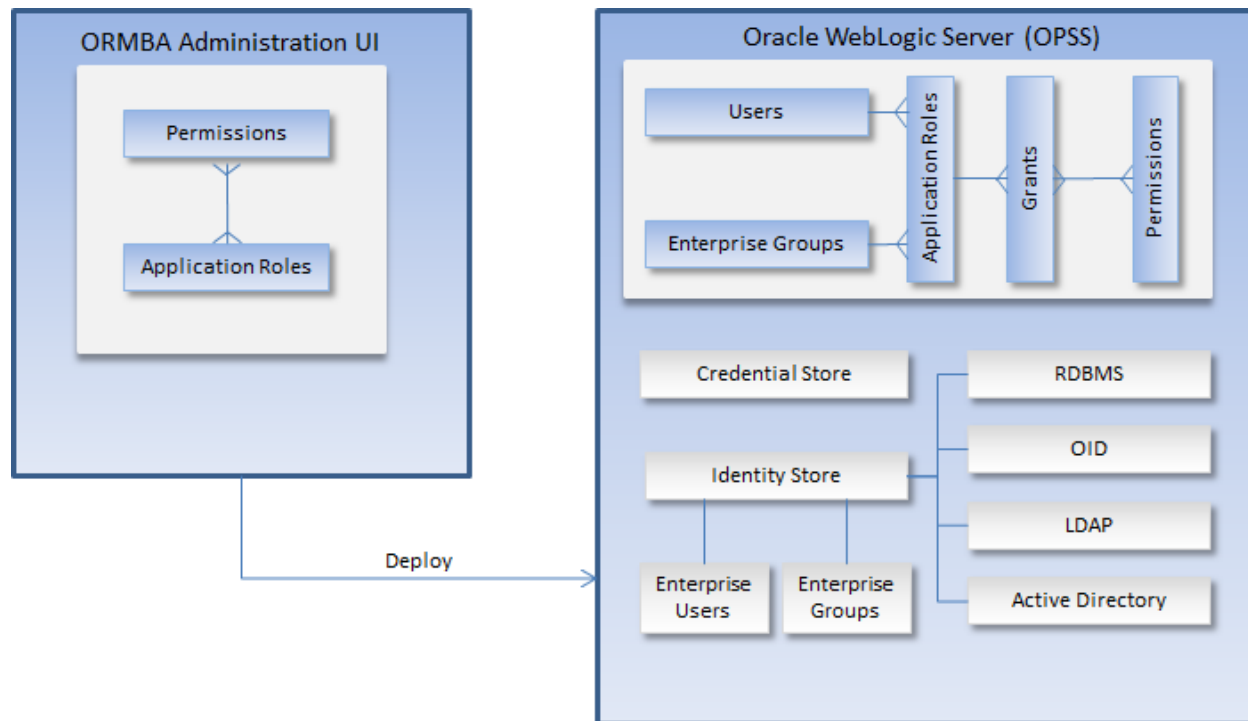 ORMBA Administration UI
Permissions
Application Roles
Deploy
Oracle WebLogic Server (OPSS)
Users
Enterprise Groups
Application Roles
Grants
Permissions
Credential Store
Identity Store
Enterprise
Users
Enterprise
Groups
RDBMS
OID
LDAP
Active Directory